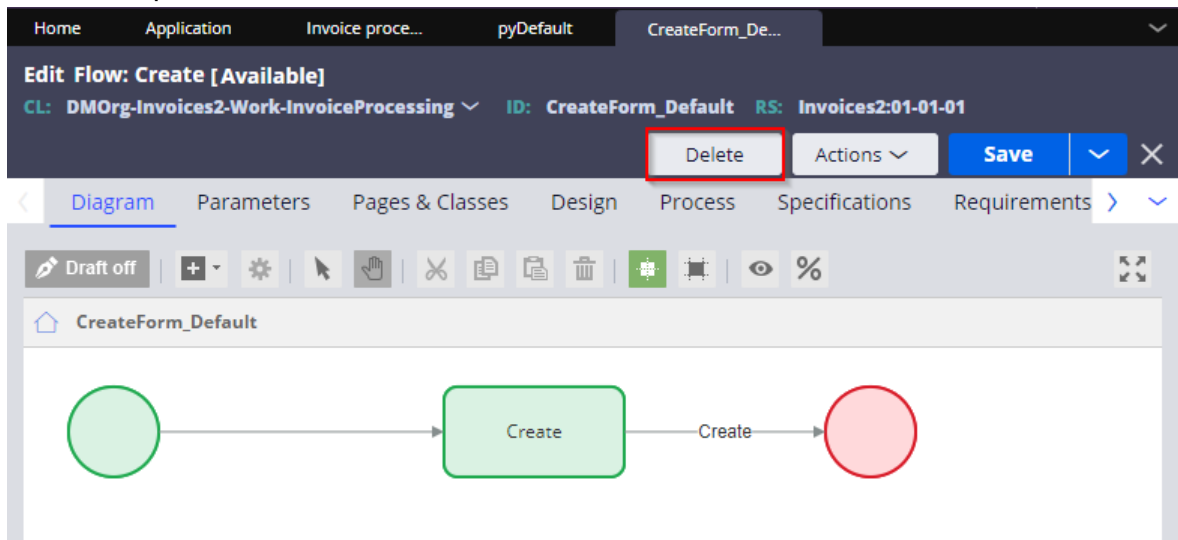 Home Application Invoice proce... pyDefault CreateForm_De...
Edit Flow: Create [Available]
CL: DMOrg-Invoices2-Work-InvoiceProcessing ID: CreateForm_Default RS: Invoices2:01-01-01
Delete Actions Save
Diagram Parameters Pages & Classes Design Process Specifications Requirements
Draft off %
CreateForm_Default
Create Create